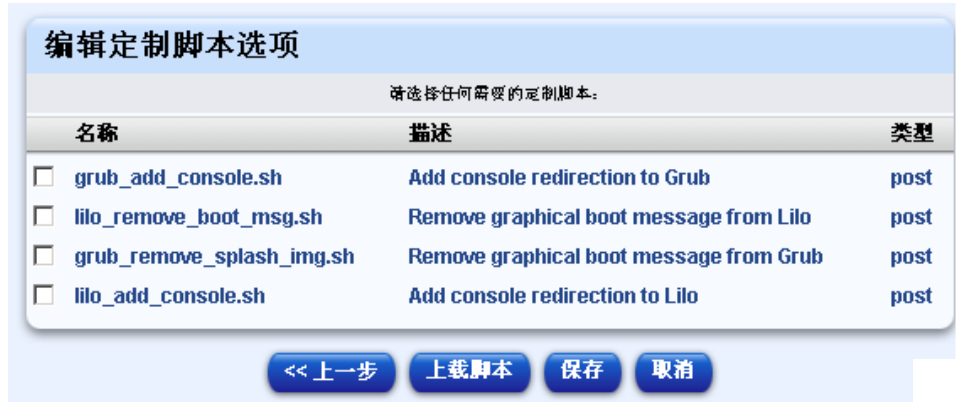 编辑定制脚本选项
请选择任何需要的定制脚本:
名称 描述 类型
grub_add_console.sh Add console redirection to Grub post
lilo_remove_boot_msg.sh Remove graphical boot message from Lilo post
grub_remove_splash_img.sh Remove graphical boot message from Grub post
lilo_add_console.sh Add console redirection to Lilo post
<< 上一步 上载脚本 保存 取消